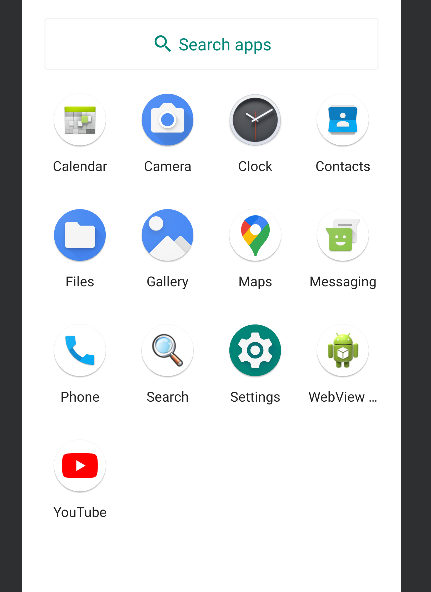 Search apps
Calendar Camera Clock Contacts
Files Gallery Maps Messaging
Phone Search Settings WebView ...
YouTube